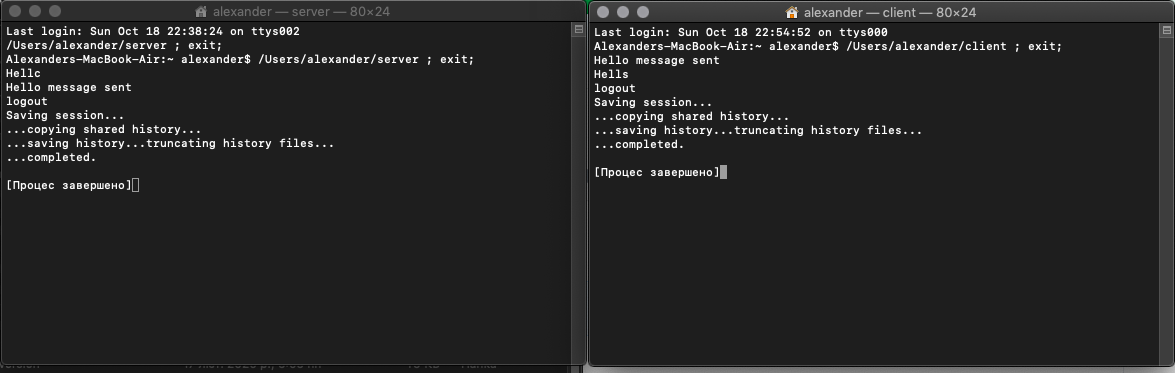 alexander — server — 80×24
Last login: Sun Oct 18 22:38:24 on ttys002
/Users/alexander/server ; exit;
Alexanders-MacBook-Air:~ alexander$ /Users/alexander/server ; exit;
Hellc
Hello message sent
logout
Saving session...
...copying shared history...
...saving history...truncating history files...
...completed.
[Процес завершено]
alexander — client — 80×24
Last login: Sun Oct 18 22:54:52 on ttys000
Alexanders-MacBook-Air:~ alexander$ /Users/alexander/client ; exit;
Hello message sent
Hells
logout
Saving session...
...copying shared history...
...saving history...truncating history files...
...completed.
[Процес завершено]